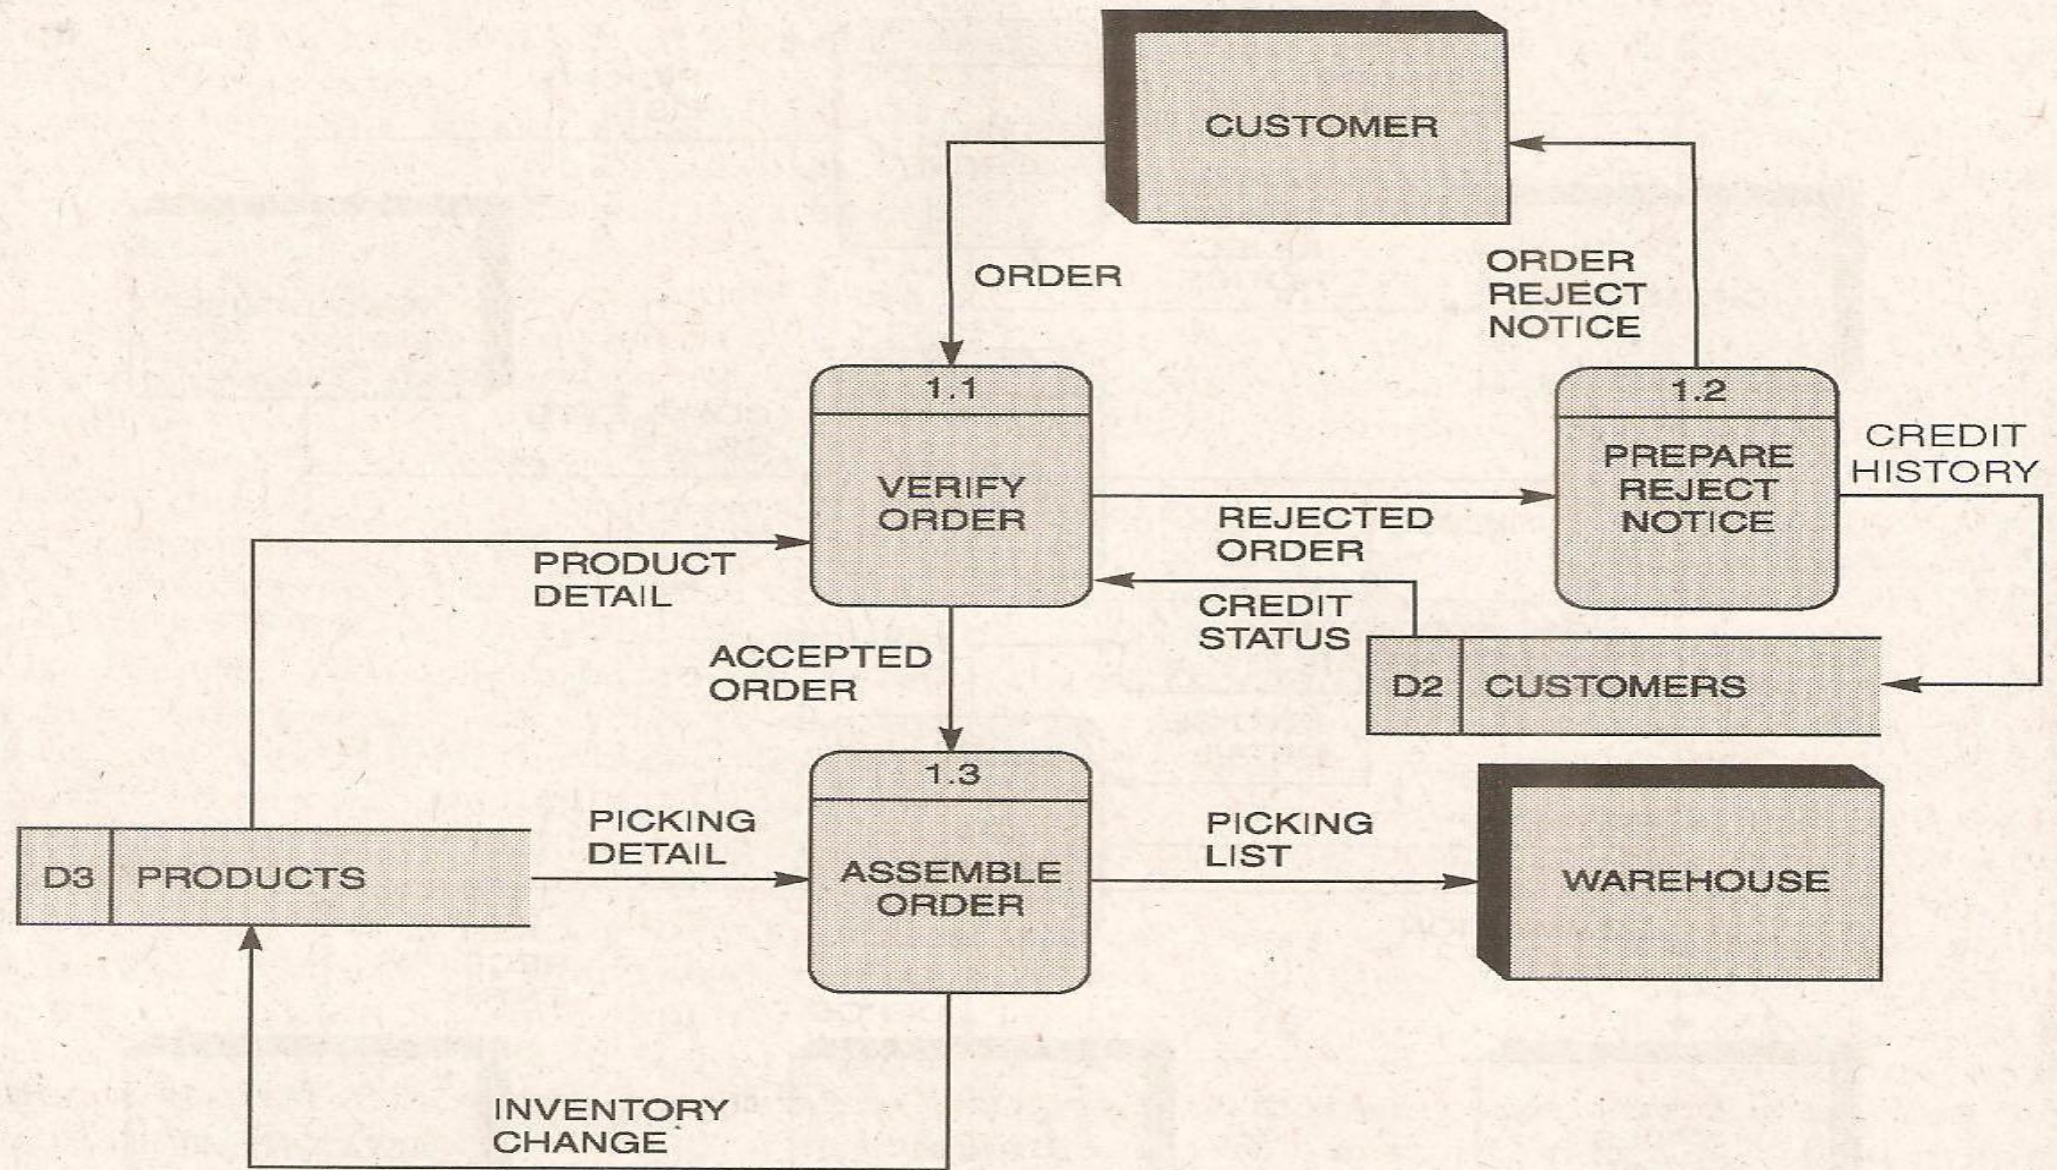 CUSTOMER
ORDER
ORDER
REJECT
NOTICE
1.1
VERIFY
ORDER
1.2
PREPARE
REJECT
NOTICE
CREDIT
HISTORY
REJECTED
ORDER
PRODUCT
DETAIL
CREDIT
STATUS
ACCEPTED
ORDER
D2 CUSTOMERS
1.3
ASSEMBLE
ORDER
PICKING
DETAIL
PICKING
LIST
D3 PRODUCTS
WAREHOUSE
INVENTORY
CHANGE